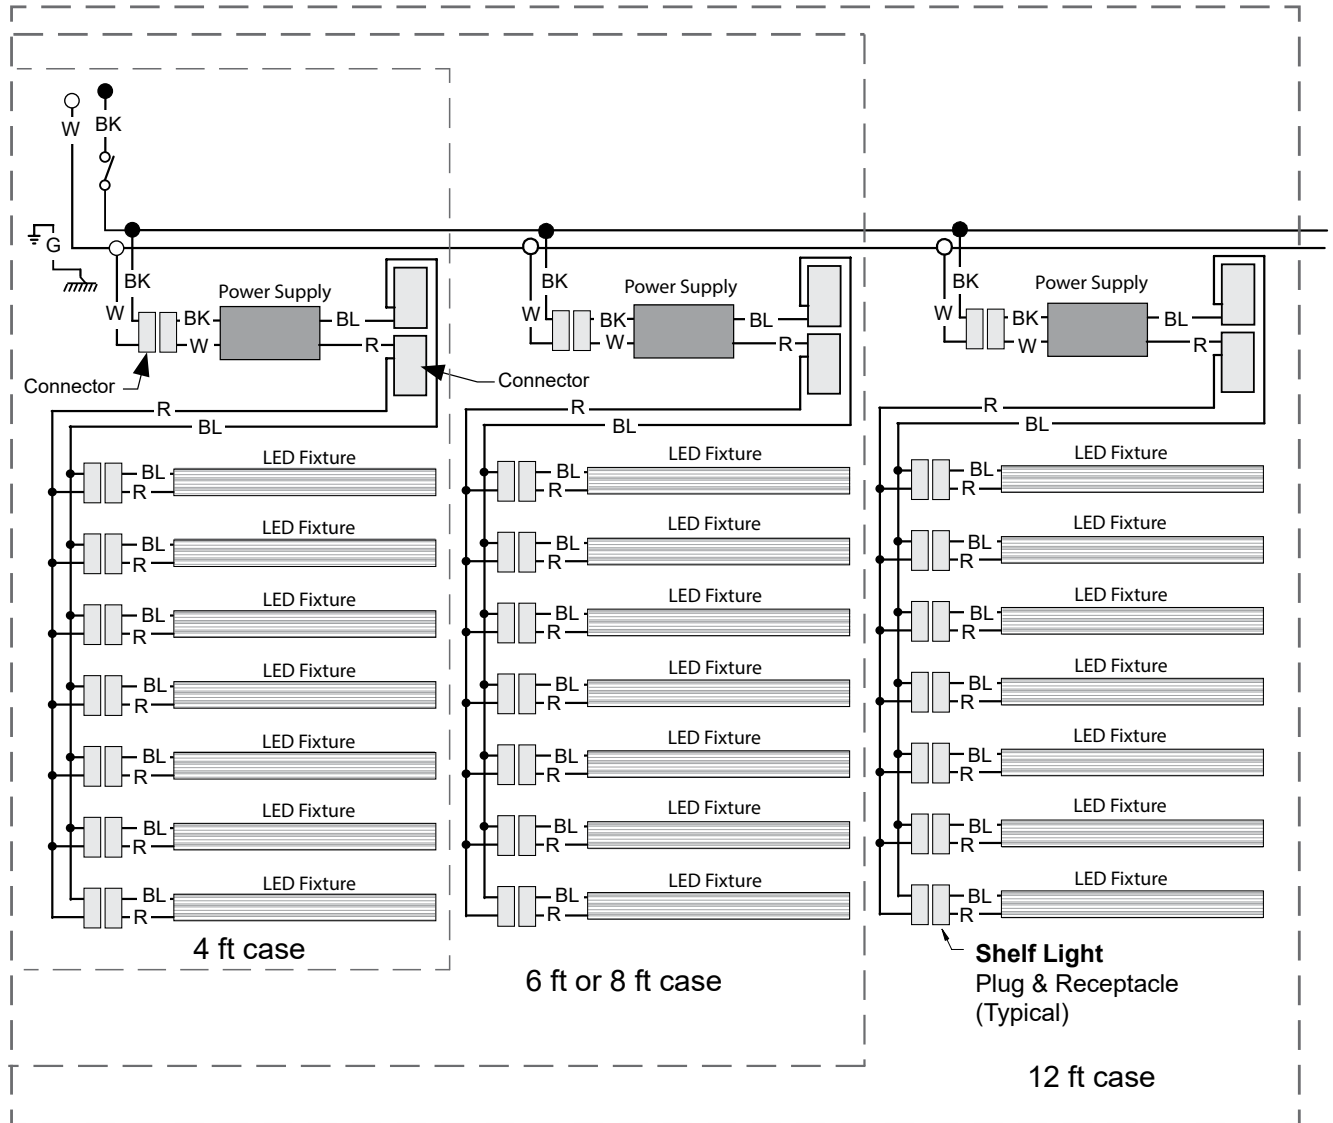 W
BK
G
BK
W
BK
W
Power Supply
BL
R
Connector
Connector
R
BL
LED Fixture
BL
R
LED Fixture
BL
R
LED Fixture
BL
R
LED Fixture
BL
R
LED Fixture
BL
R
LED Fixture
BL
R
LED Fixture
BL
R
4 ft case
BK
W
BK
W
Power Supply
BL
R
R
BL
LED Fixture
BL
R
LED Fixture
BL
R
LED Fixture
BL
R
LED Fixture
BL
R
LED Fixture
BL
R
LED Fixture
BL
R
LED Fixture
BL
R
6 ft or 8 ft case
BK
W
BK
W
Power Supply
BL
R
R
BL
LED Fixture
BL
R
LED Fixture
BL
R
LED Fixture
BL
R
LED Fixture
BL
R
LED Fixture
BL
R
LED Fixture
BL
R
LED Fixture
BL
R
Shelf Light
Plug & Receptacle
(Typical)
12 ft case